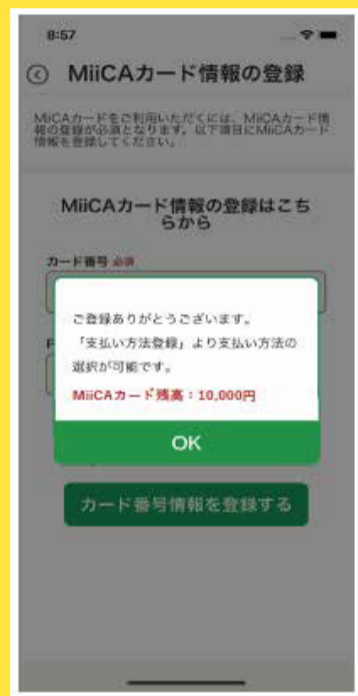 8:57
MiiCAカード情報の登録
MiiCAカードをご利用いただくには、MiiCAカード情
報の登録が必須となります。以下項目にMiiCAカード
情報を登録してください。
MiiCAカード情報の登録はこち
らから
カード番号 必須
ご登録ありがとうございます。
「支払い方法登録」より支払い方法の
選択が可能です。
MiiCAカード残高：10,000円
OK
カード番号情報を登録する